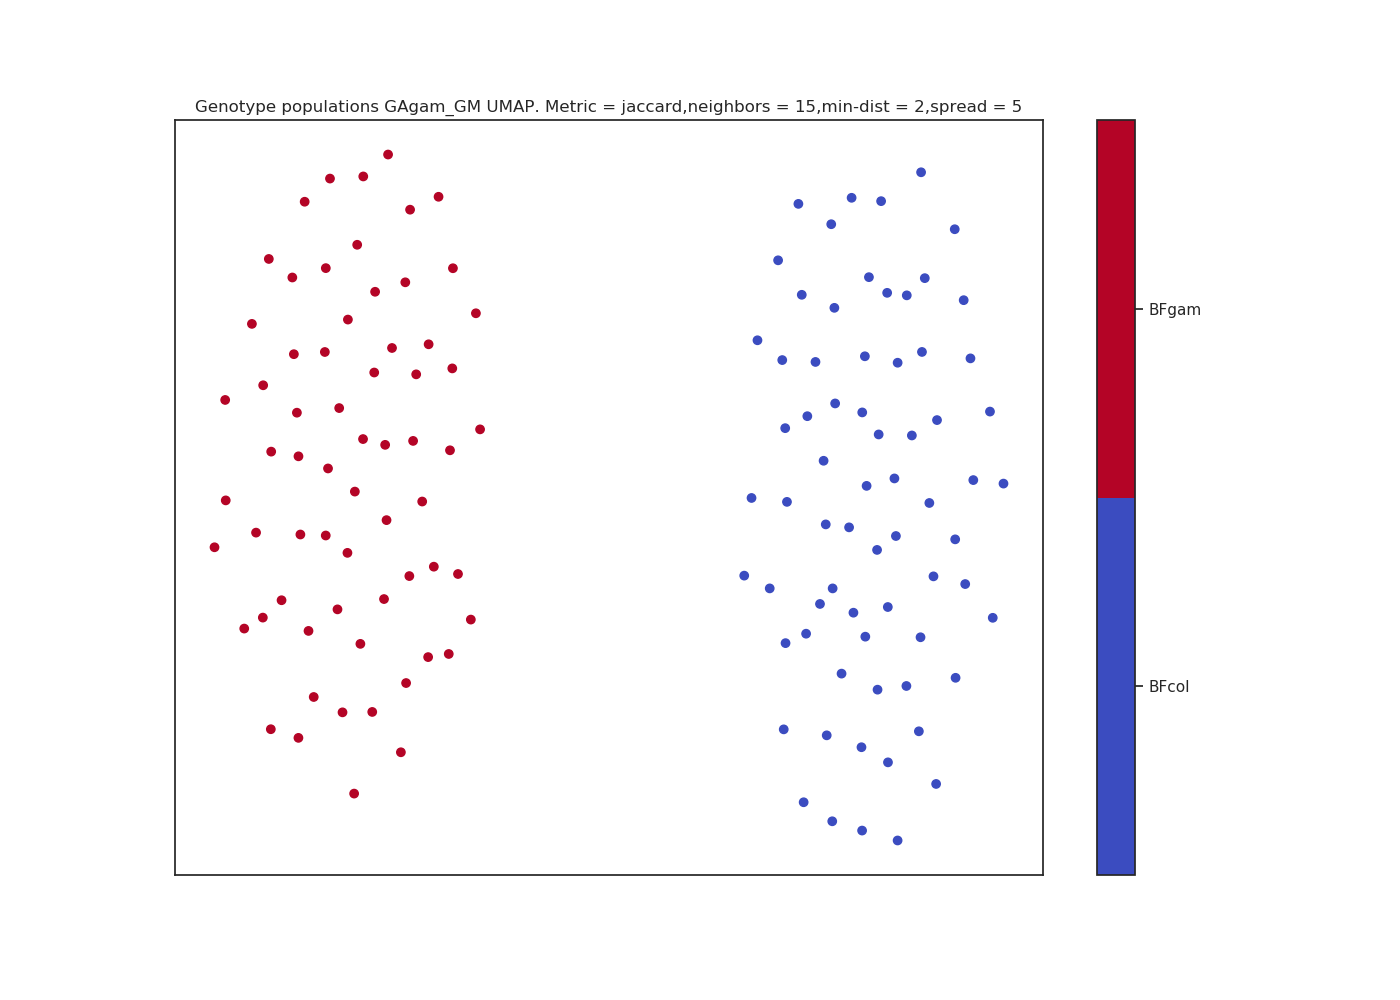 Genotype populations GAgam_GM UMAP. Metric = jaccard,neighbors = 15,min-dist = 2,spread = 5
BFgam
BFcol